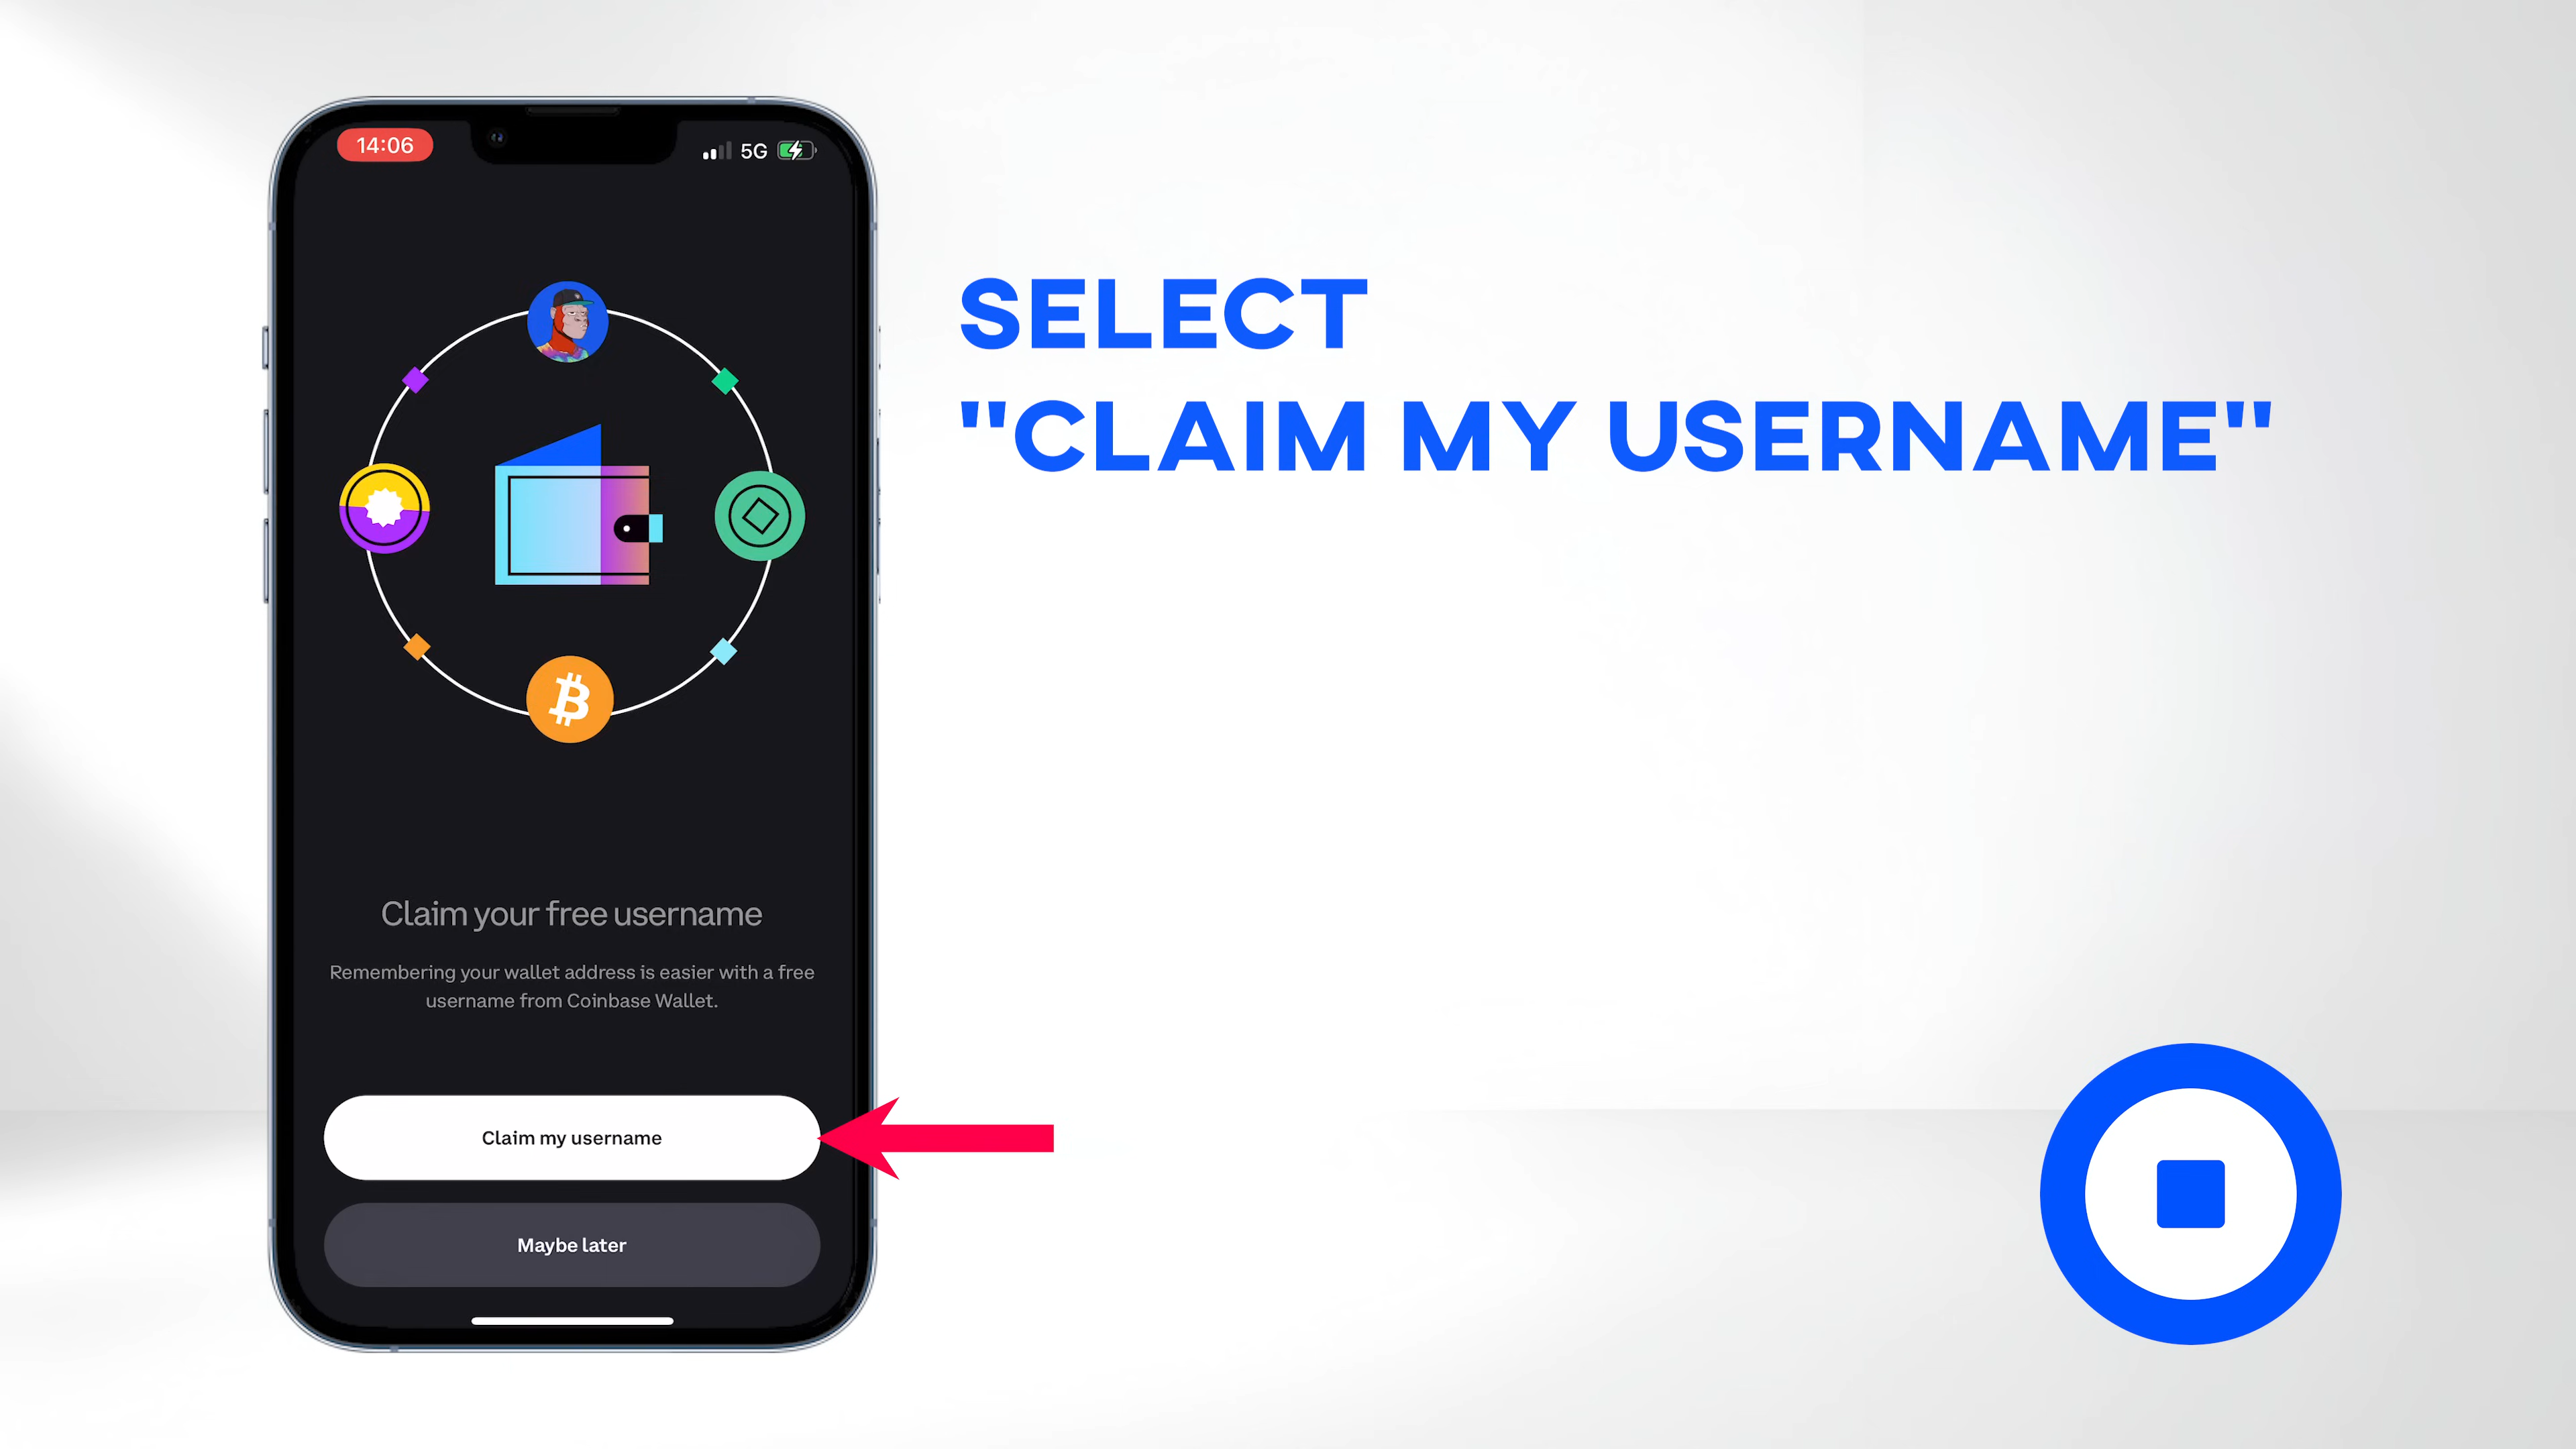 14:06
5G
SELECT
"CLAIM MY USERNAME"
Claim your free username
Remembering your wallet address is easier with a free
username from Coinbase Wallet.
Claim my username
Maybe later